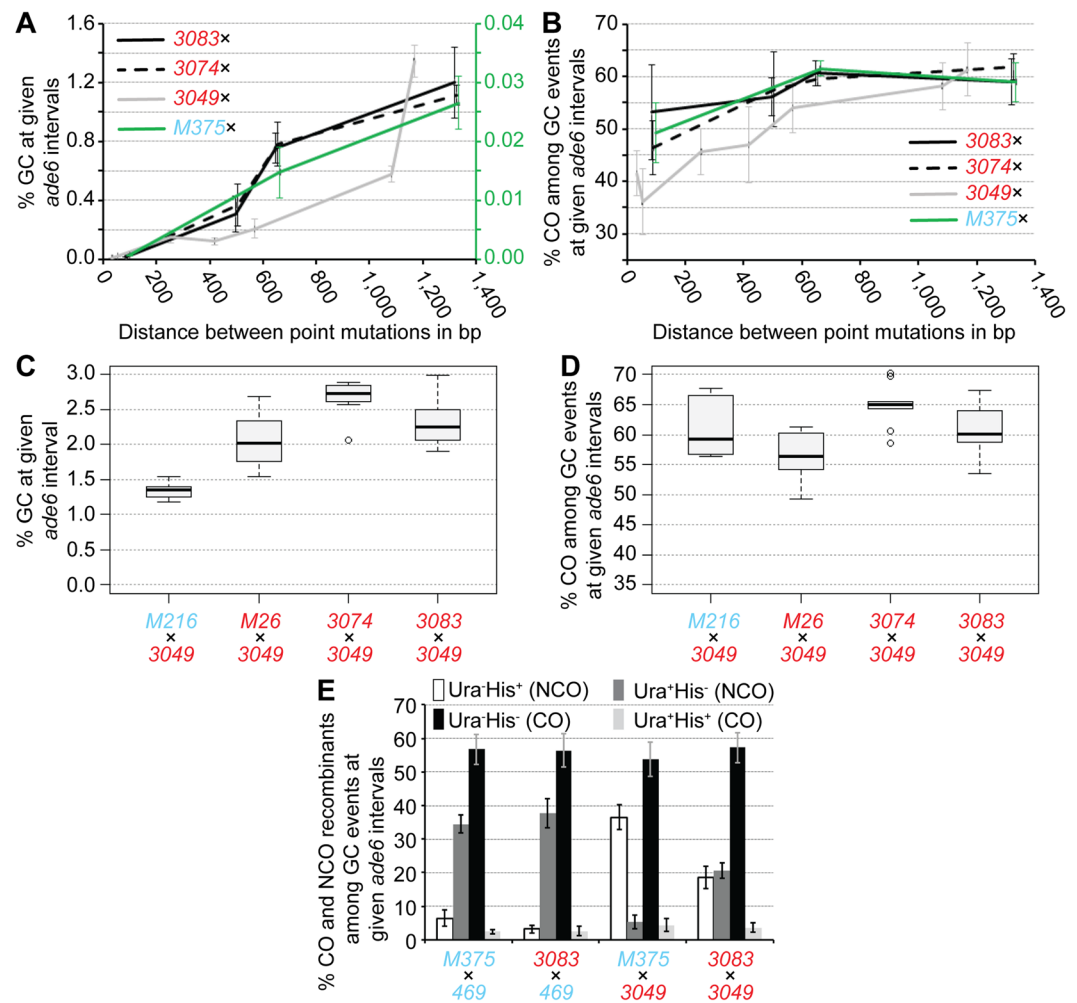 A
% GC at given
ade6 intervals
1.6
1.2
0.8
0.4
0.0
3083×
3074×
3049×
M375×
0.04
0.03
0.02
0.01
0.00
0
200
400
600
800
1,000
1,200
1,400
Distance between point mutations in bp
B
% CO among GC events
at given ade6 intervals
70
60
50
40
30
3083×
3074×
3049×
M375×
0
200
400
600
800
1,000
1,200
1,400
Distance between point mutations in bp
C
% GC at given
ade6 interval
3.0
2.5
2.0
1.5
1.0
0.5
0.0
M216 M26 3074 3083
× × × ×
3049 3049 3049 3049
D
% CO among GC events
at given ade6 intervals
70
65
60
55
50
45
40
35
M216 M26 3074 3083
× × × ×
3049 3049 3049 3049
E
% CO and NCO recombinants
among GC events at
given ade6 intervals
Ura-His+ (NCO) Ura+His- (NCO)
Ura-His- (CO) Ura+His+ (CO)
70
60
50
40
30
20
10
0
M375 3083 M375 3083
× × × ×
469 469 3049 3049